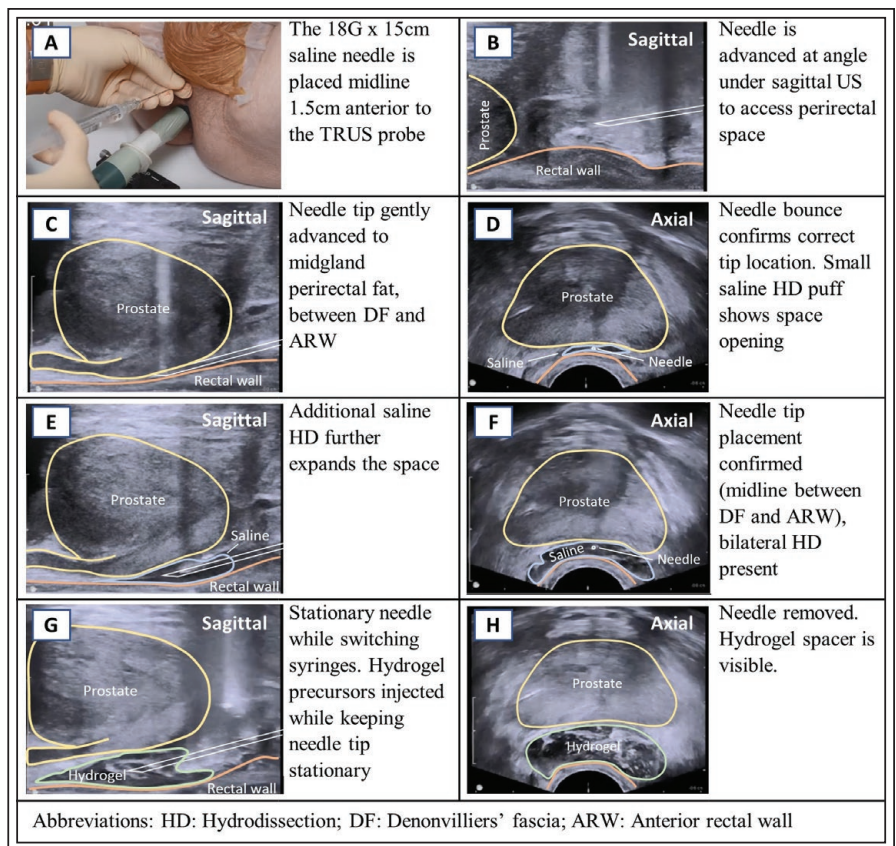 A
The 18G x 15cm
saline needle is
placed midline
1.5cm anterior to
the TRUS probe
B
Sagittal
Prostate
Rectal wall
Needle is
advanced at angle
under sagittal US
to access perirectal
space
C
Sagittal
Prostate
Rectal wall
Needle tip gently
advanced to
midgland
perirectal fat,
between DF and
ARW
D
Axial
Prostate
Saline
Needle
Needle bounce
confirms correct
tip location. Small
saline HD puff
shows space
opening
E
Sagittal
Prostate
Saline
Rectal wall
Additional saline
HD further
expands the space
F
Axial
Prostate
Saline
Needle
Needle tip
placement
confirmed
(midline between
DF and ARW),
bilateral HD
present
G
Sagittal
Prostate
Hydrogel
Rectal wall
Stationary needle
while switching
syringes. Hydrogel
precursors injected
while keeping
needle tip
stationary
H
Axial
Prostate
Hydrogel
Needle removed.
Hydrogel spacer is
visible.
Abbreviations: HD: Hydrodissection; DF: Denonvilliers’ fascia; ARW: Anterior rectal wall